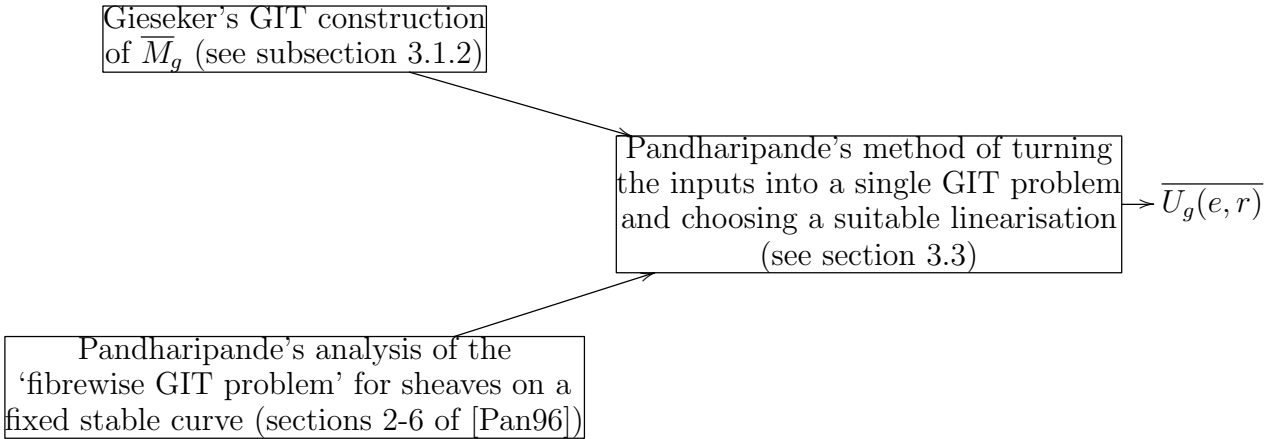 Gieseker's GIT construction
of $\overline{M}_g$ (see subsection 3.1.2)
Pandharipande's method of turning
the inputs into a single GIT problem
and choosing a suitable linearisation
(see section 3.3)
$\overline{U_g(e, r)}$
Pandharipande's analysis of the
‘fibrewise GIT problem’ for sheaves on a
fixed stable curve (sections 2-6 of [Pan96])